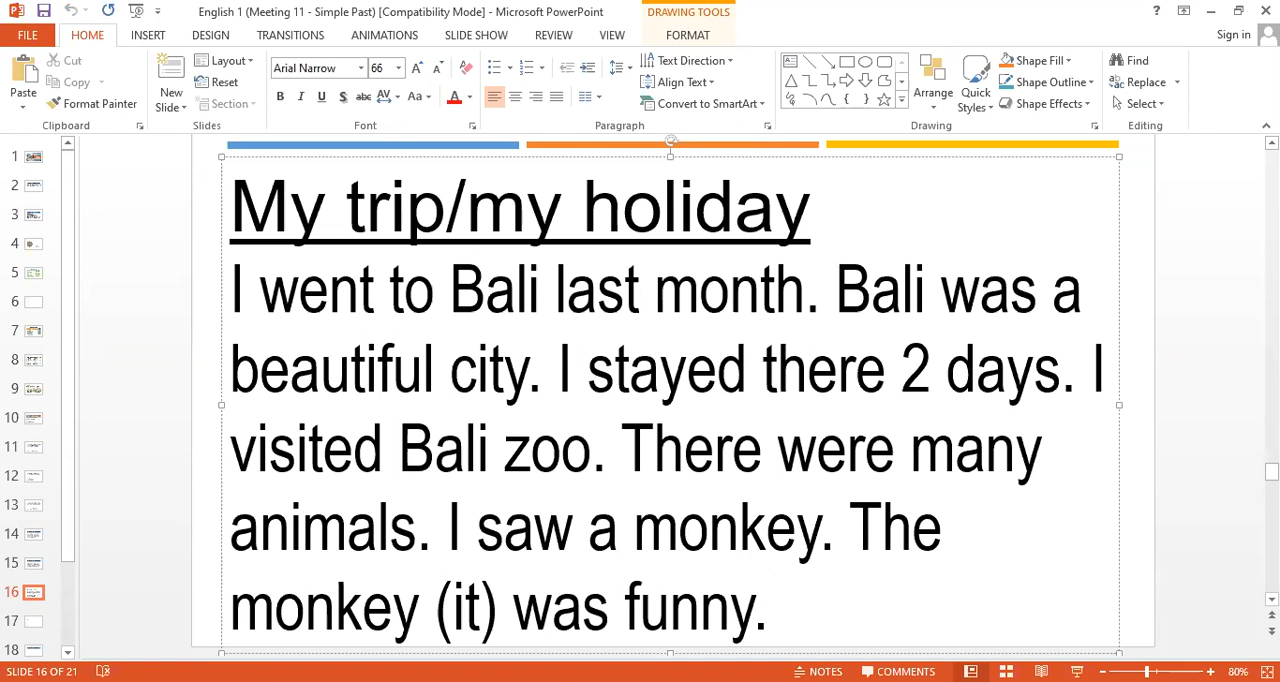 English 1 (Meeting 11 - Simple Past) [Compatibility Mode] - Microsoft PowerPoint
DRAWING TOOLS
?
FILE HOME INSERT DESIGN TRANSITIONS ANIMATIONS SLIDE SHOW REVIEW VIEW FORMAT Sign in
Paste
Cut
Copy
Format Painter
Clipboard
New Slide
Layout
Reset
Section
Slides
Arial Narrow 66
B I U S abc AV Aa A
Font
Text Direction
Align Text
Convert to SmartArt
Paragraph
Arrange
Quick Styles
Shape Fill
Shape Outline
Shape Effects
Drawing
Find
Replace
Select
Editing
1
2
3
4
5
6
7
8
9
10
11
12
13
14
15
16
17
18
My trip/my holiday
I went to Bali last month. Bali was a
beautiful city. I stayed there 2 days. I
visited Bali zoo. There were many
animals. I saw a monkey. The
monkey (it) was funny.
SLIDE 16 OF 21 NOTES COMMENTS 80%